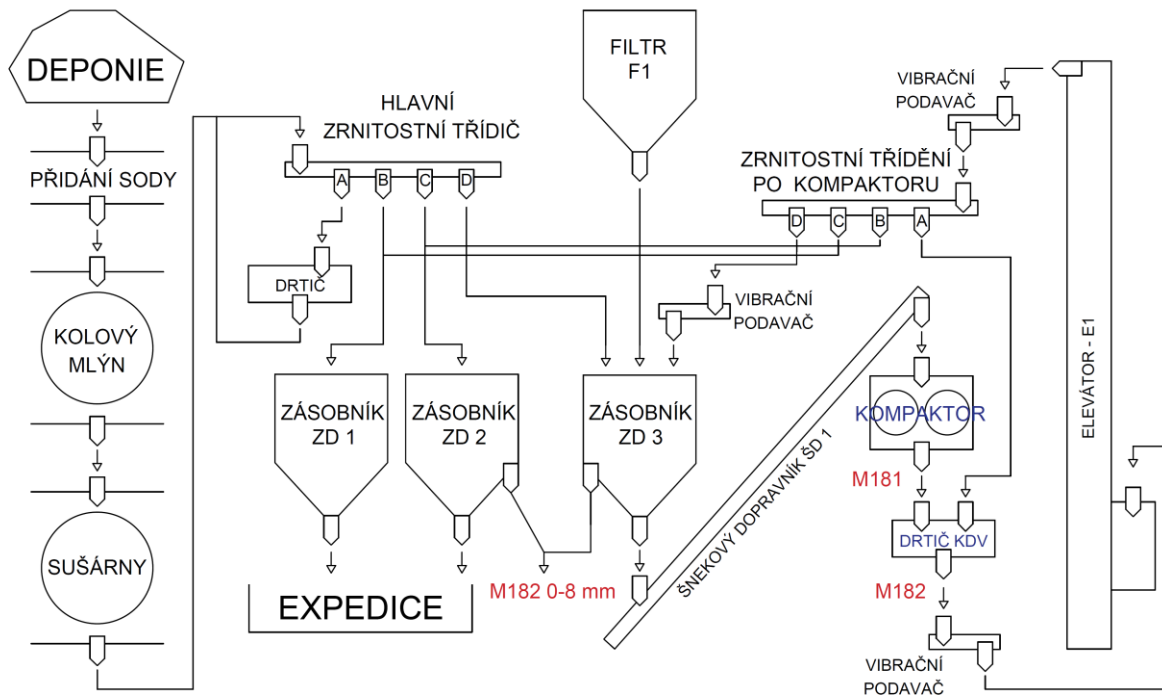 DEPONIE
PŘIDÁNÍ SODY
KOLOVÝ
MLÝN
SUŠÁRNY
HLAVNÍ
ZRNITOSTNÍ TŘÍDIČ
A
B
C
D
DRTIČ
FILTR
F1
ZÁSOBNÍK
ZD 1
ZÁSOBNÍK
ZD 2
ZÁSOBNÍK
ZD 3
EXPEDICE
M182 0-8 mm
VIBRAČNÍ
PODAVAČ
ZRNITOSTNÍ TŘÍDĚNÍ
PO KOMPAKTORU
D
C
B
A
VIBRAČNÍ
PODAVAČ
ŠNEKOVÝ DOPRAVNÍK ŠD 1
KOMPAKTOR
M181
DRTIČ KDV
M182
VIBRAČNÍ
PODAVAČ
ELEVÁTOR - E1